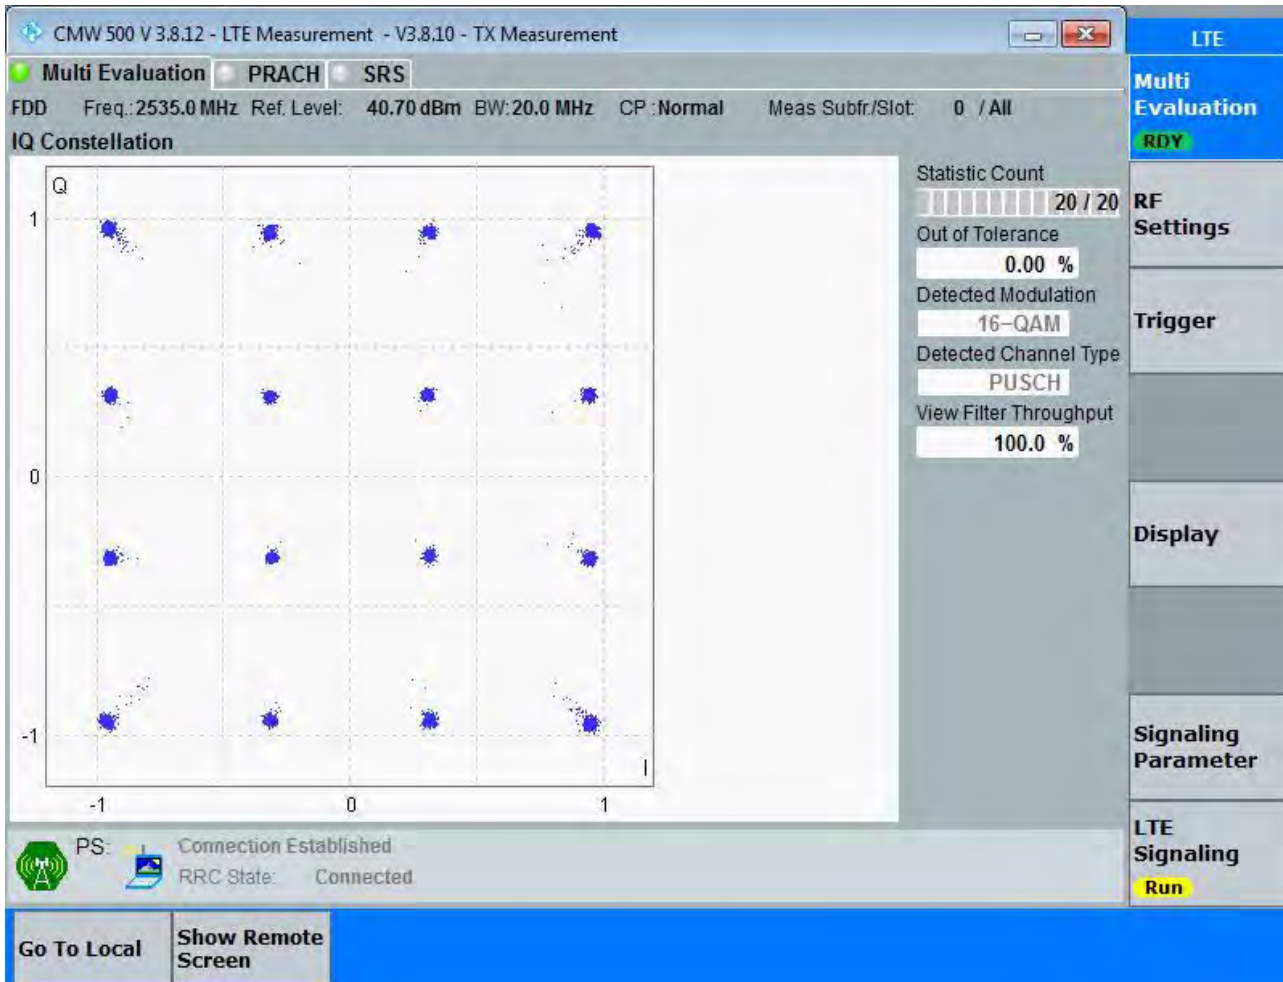 CMW 500 V 3.8.12 - LTE Measurement - V3.8.10 - TX Measurement
Multi Evaluation PRACH SRS
FDD Freq.: 2535.0 MHz Ref. Level: 40.70 dBm BW: 20.0 MHz CP : Normal Meas Subfr./Slot: 0 / All
IQ Constellation
Q
1
0
-1
I
-1 0 1
Statistic Count
20 / 20
Out of Tolerance
0.00 %
Detected Modulation
16-QAM
Detected Channel Type
PUSCH
View Filter Throughput
100.0 %
PS: Connection Established
RRC State: Connected
LTE
Multi
Evaluation
RDY
RF
Settings
Trigger
Display
Signaling
Parameter
LTE
Signaling
Run
Go To Local
Show Remote
Screen